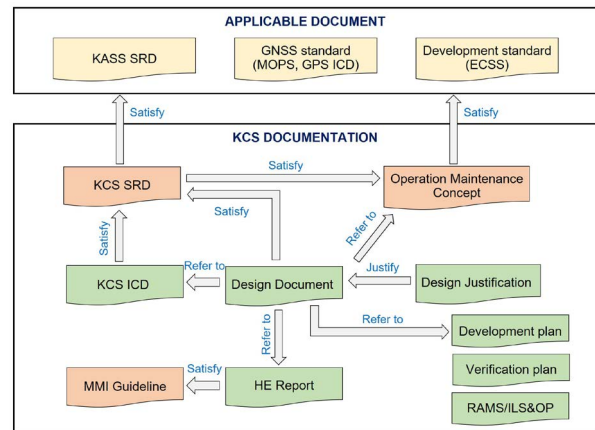 APPLICABLE DOCUMENT
KASS SRD
GNSS standard
(MOPS, GPS ICD)
Development standard
(ECSS)
Satisfy
Satisfy
KCS DOCUMENTATION
KCS SRD
Satisfy
Operation Maintenance
Concept
Satisfy
Satisfy
Refer to
KCS ICD
Refer to
Design Document
Justify
Design Justification
Refer to
Refer to
Development plan
MMI Guideline
Satisfy
HE Report
Verification plan
RAMS/ILS&OP